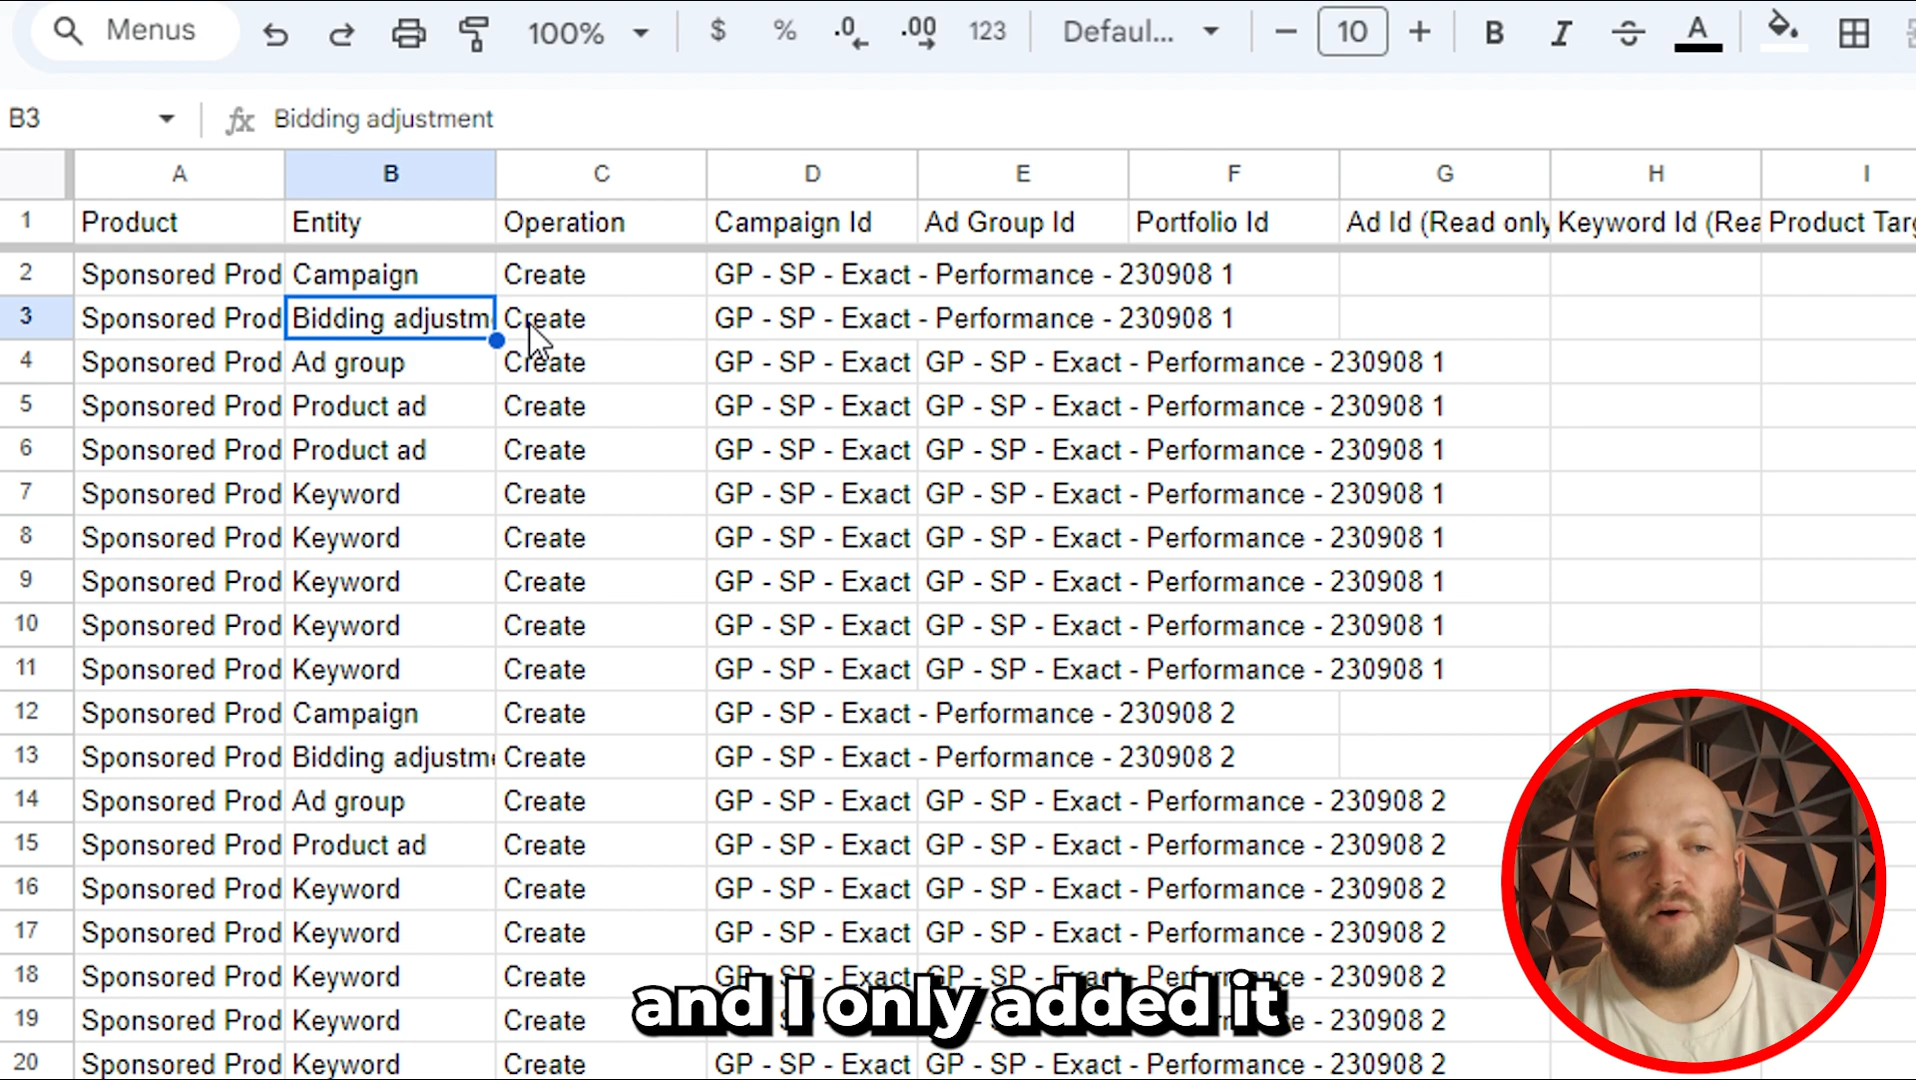 Menus 100% $ % .0 .00 123 Defaul... 10 B I S A
B3 fx Bidding adjustment
A B C D E F G H I
1 Product Entity Operation Campaign Id Ad Group Id Portfolio Id Ad Id (Read only Keyword Id (Rea Product Targ
2 Sponsored Prod Campaign Create GP - SP - Exact - Performance - 230908 1
3 Sponsored Prod Bidding adjustm Create GP - SP - Exact - Performance - 230908 1
4 Sponsored Prod Ad group Create GP - SP - Exact GP - SP - Exact - Performance - 230908 1
5 Sponsored Prod Product ad Create GP - SP - Exact GP - SP - Exact - Performance - 230908 1
6 Sponsored Prod Product ad Create GP - SP - Exact GP - SP - Exact - Performance - 230908 1
7 Sponsored Prod Keyword Create GP - SP - Exact GP - SP - Exact - Performance - 230908 1
8 Sponsored Prod Keyword Create GP - SP - Exact GP - SP - Exact - Performance - 230908 1
9 Sponsored Prod Keyword Create GP - SP - Exact GP - SP - Exact - Performance - 230908 1
10 Sponsored Prod Keyword Create GP - SP - Exact GP - SP - Exact - Performance - 230908 1
11 Sponsored Prod Keyword Create GP - SP - Exact GP - SP - Exact - Performance - 230908 1
12 Sponsored Prod Campaign Create GP - SP - Exact - Performance - 230908 2
13 Sponsored Prod Bidding adjustme Create GP - SP - Exact - Performance - 230908 2
14 Sponsored Prod Ad group Create GP - SP - Exact GP - SP - Exact - Performance - 230908 2
15 Sponsored Prod Product ad Create GP - SP - Exact GP - SP - Exact - Performance - 230908 2
16 Sponsored Prod Keyword Create GP - SP - Exact GP - SP - Exact - Performance - 230908 2
17 Sponsored Prod Keyword Create GP - SP - Exact GP - SP - Exact - Performance - 230908 2
18 Sponsored Prod Keyword Create GP - SP - Exact GP - SP - Exact - Performance - 230908 2
and I only added it
19 Sponsored Prod Keyword Create - 230908 2
20 Sponsored Prod Keyword Create GP - SP - Exact GP - SP - Exact - Performance - 230908 2